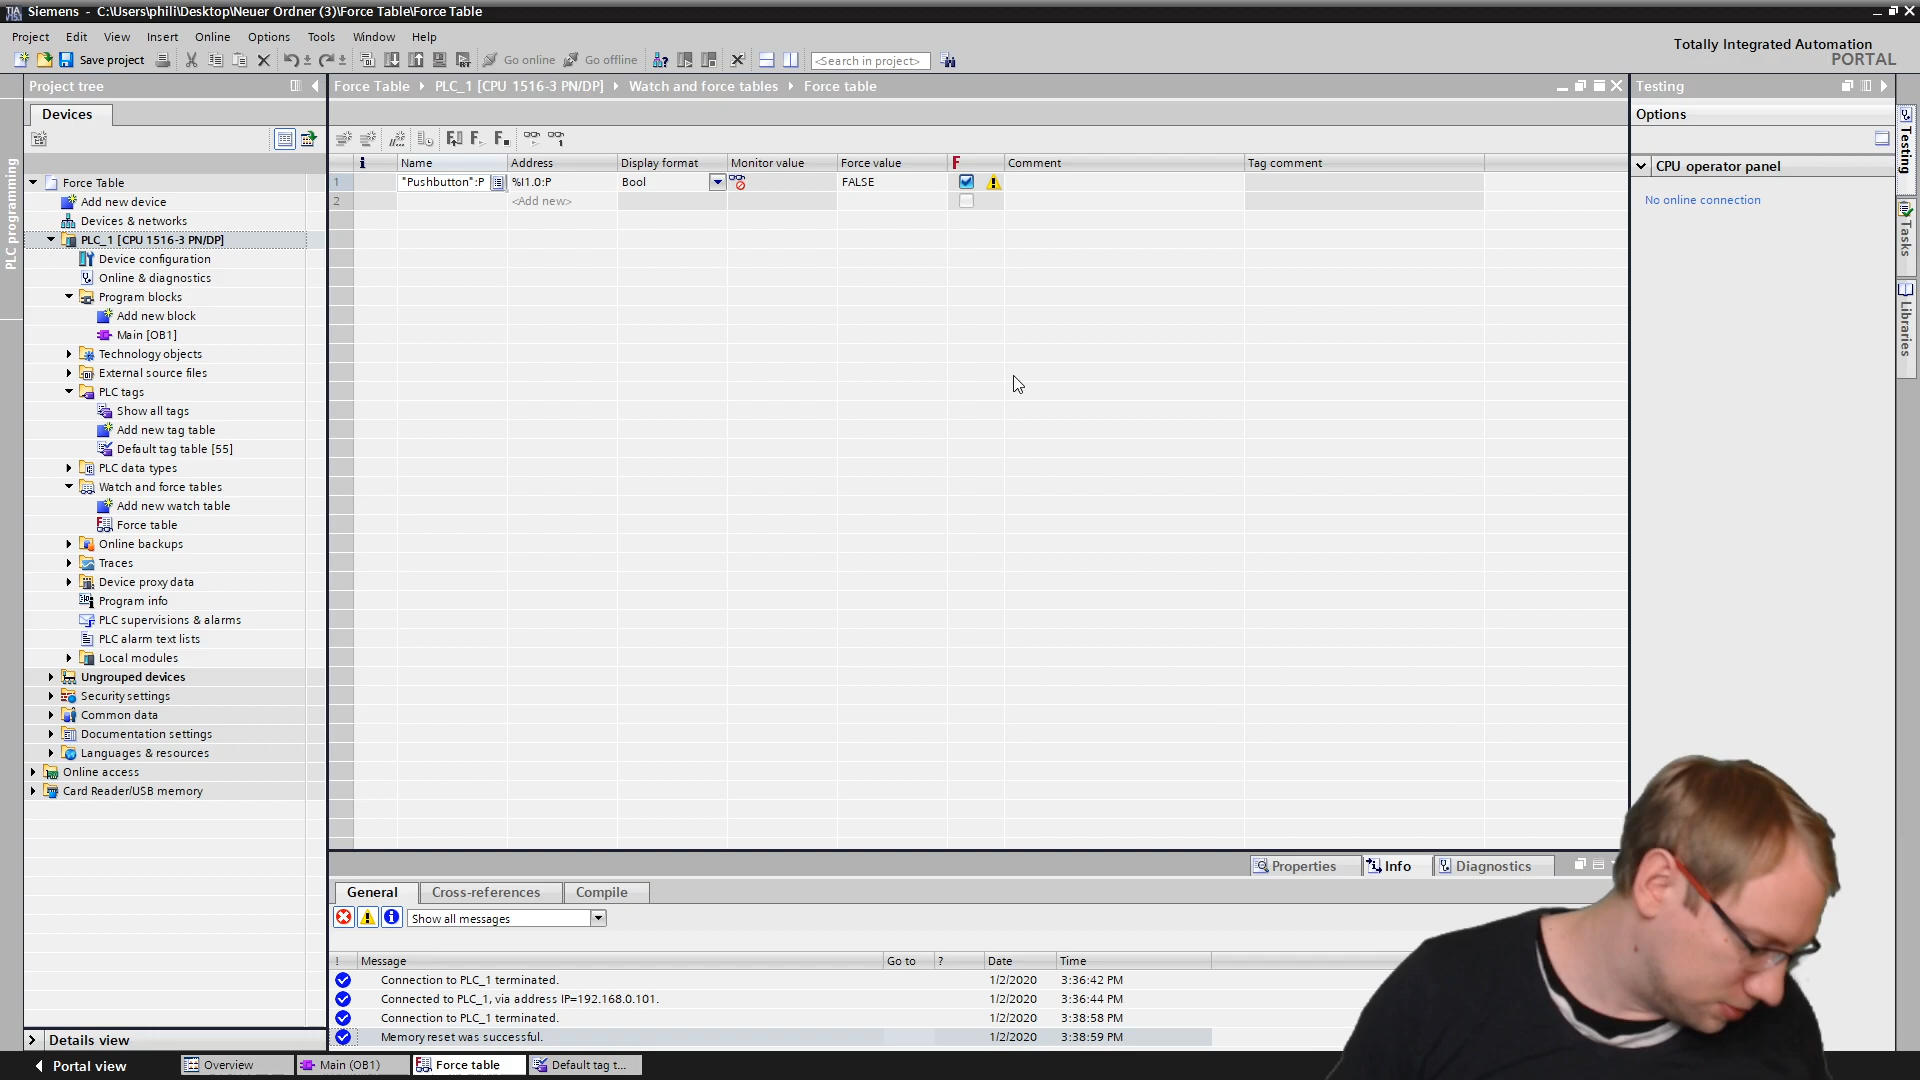 Siemens - C:\Users\phili\Desktop\Neuer Ordner (3)\Force Table\Force Table
Project Edit View Insert Online Options Tools Window Help
Totally Integrated Automation
PORTAL
Save project
Go online
Go offline
<Search in project>
Project tree
Force Table PLC_1 [CPU 1516-3 PN/DP] Watch and force tables Force table
Testing
Devices
Options
Name Address Display format Monitor value Force value F Comment Tag comment
CPU operator panel
No online connection
1 "Pushbutton":P %I1.0:P Bool FALSE
2 <Add new>
Force Table
Add new device
Devices & networks
PLC_1 [CPU 1516-3 PN/DP]
Device configuration
Online & diagnostics
Program blocks
Add new block
Main [OB1]
Technology objects
External source files
PLC tags
Show all tags
Add new tag table
Default tag table [55]
PLC data types
Watch and force tables
Add new watch table
Force table
Online backups
Traces
Device proxy data
Program info
PLC supervisions & alarms
PLC alarm text lists
Local modules
Ungrouped devices
Security settings
Common data
Documentation settings
Languages & resources
Online access
Card Reader/USB memory
PLC programming
Testing
Tasks
Libraries
Properties Info Diagnostics
General Cross-references Compile
Show all messages
! Message Go to ? Date Time
Connection to PLC_1 terminated. 1/2/2020 3:36:42 PM
Connected to PLC_1, via address IP=192.168.0.101. 1/2/2020 3:36:44 PM
Connection to PLC_1 terminated. 1/2/2020 3:38:58 PM
Memory reset was successful. 1/2/2020 3:38:59 PM
Details view
Portal view Overview Main (OB1) Force table Default tag t...